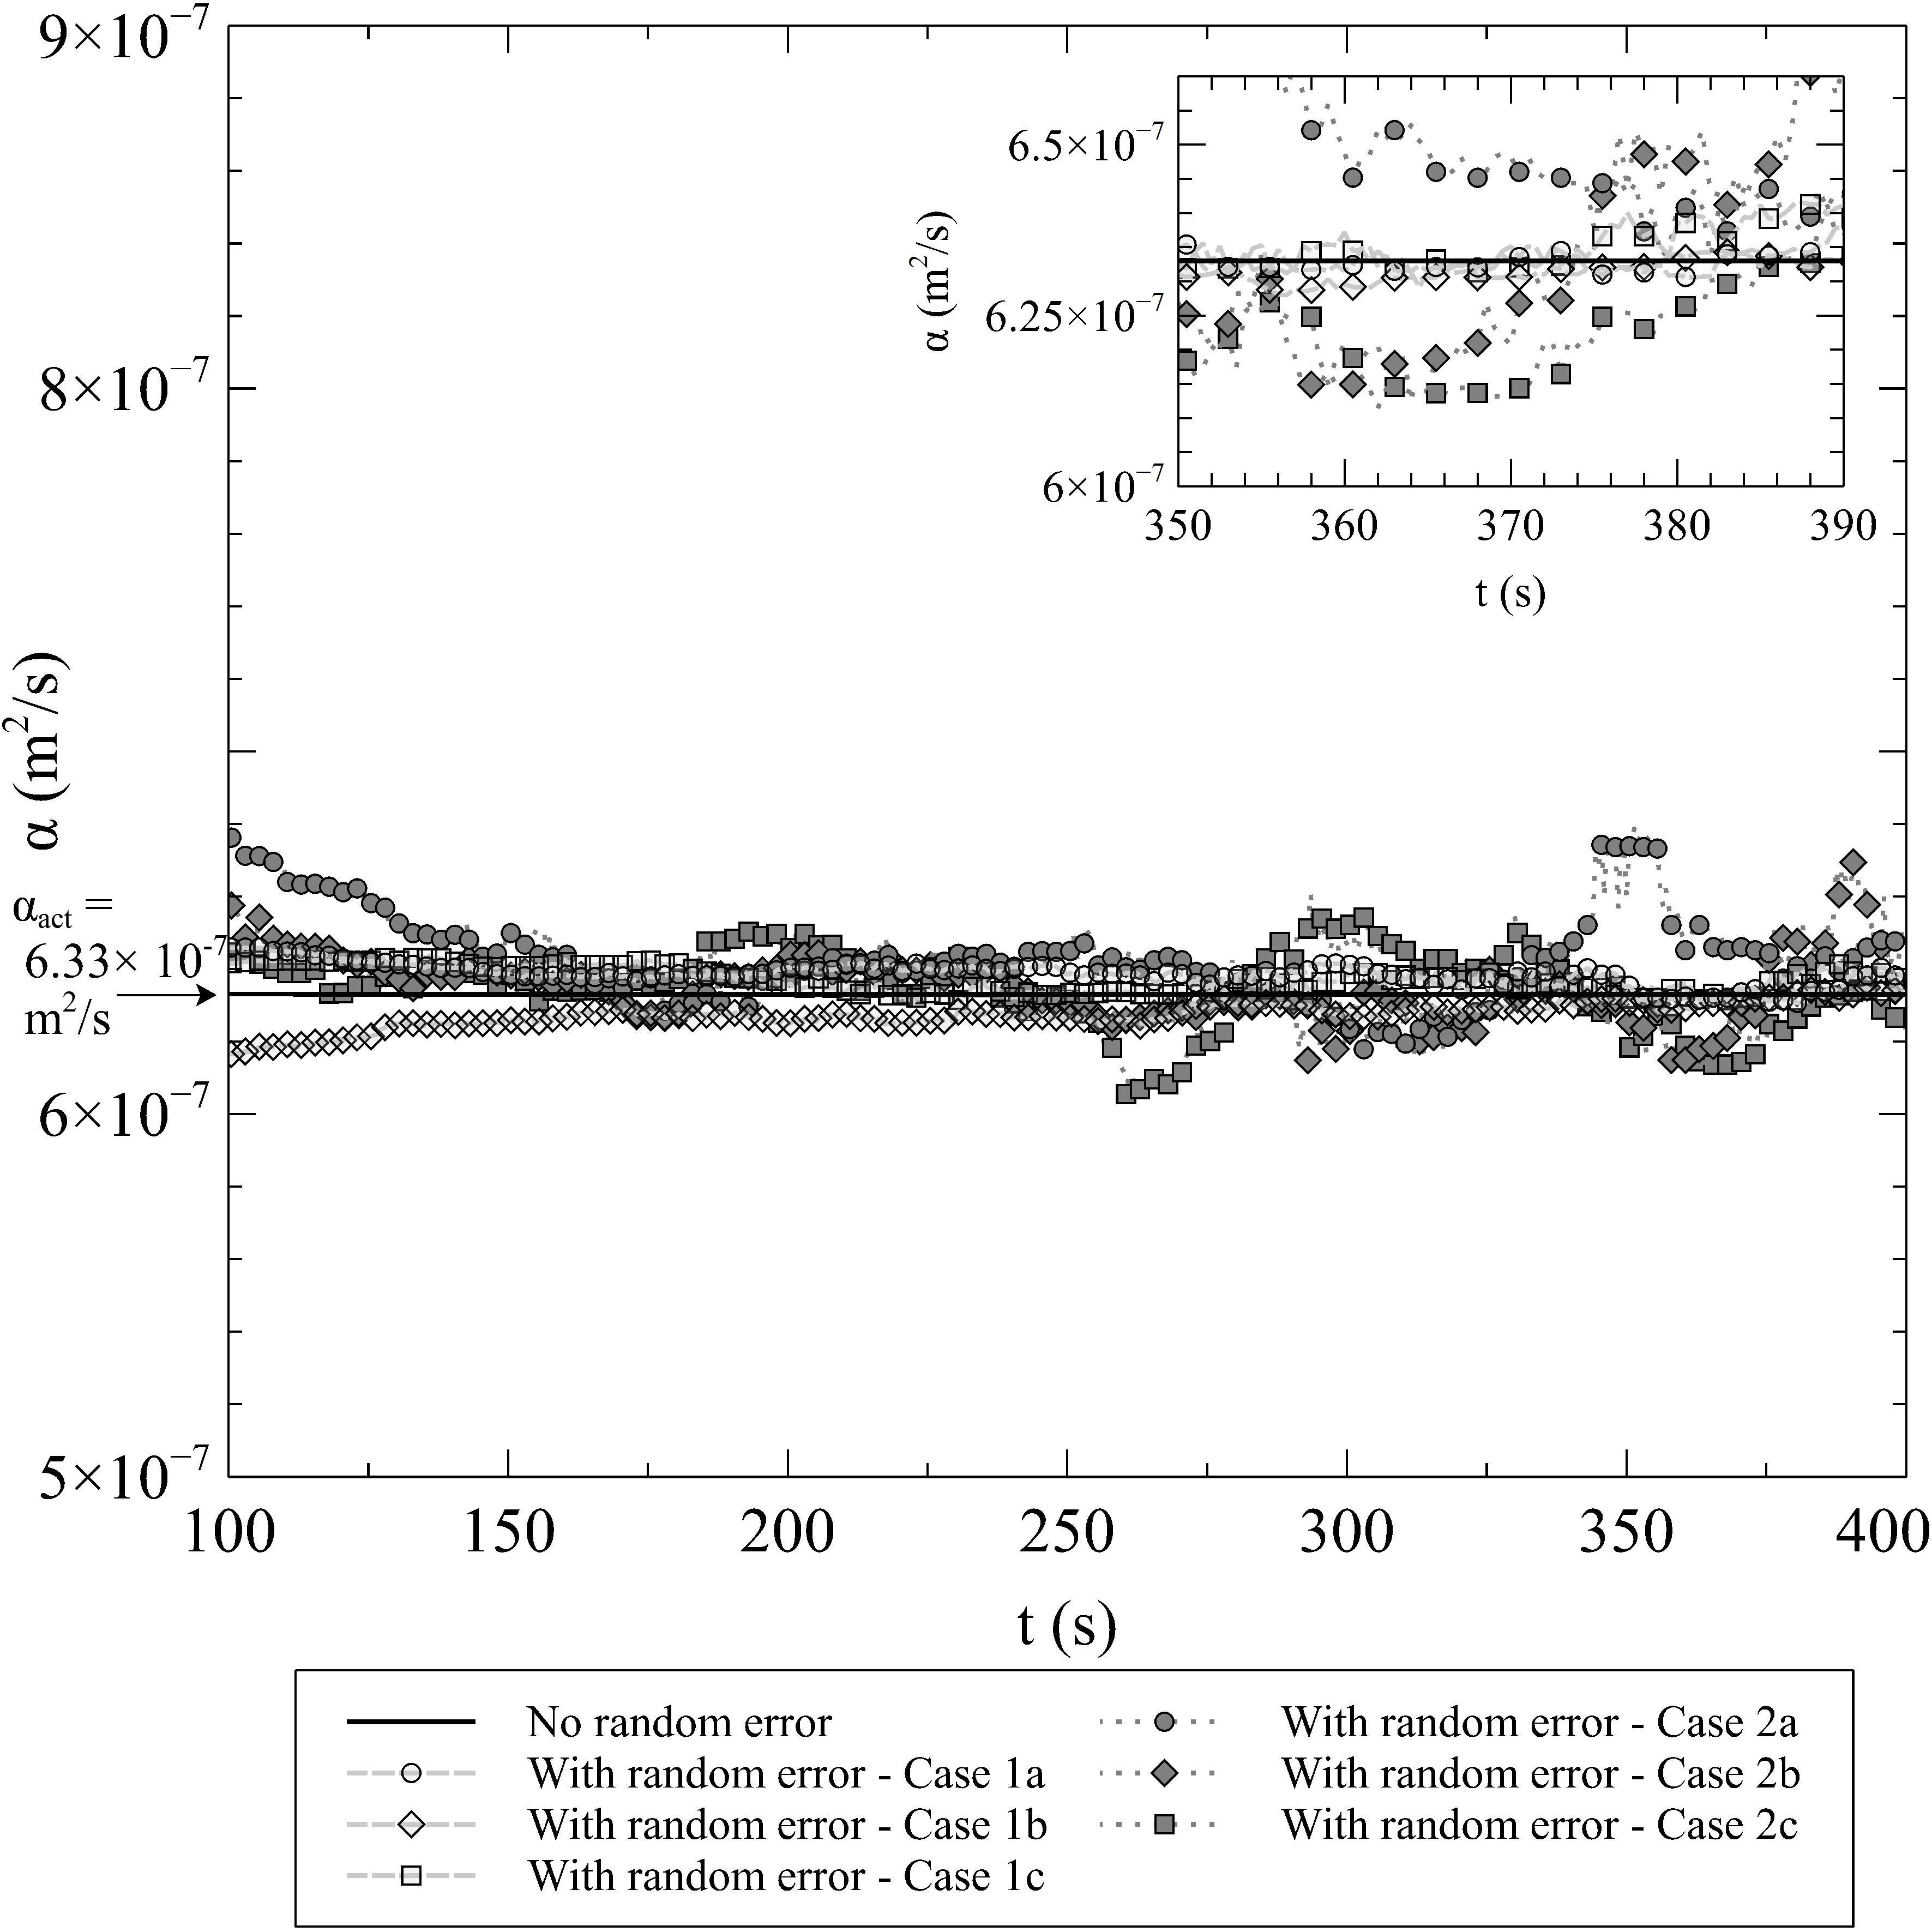 9×10⁻⁷
8×10⁻⁷
α (m²/s)
α_act =
6.33× 10⁻⁷
m²/s
6×10⁻⁷
5×10⁻⁷
100 150 200 250 300 350 400
t (s)
6.5×10⁻⁷
6.25×10⁻⁷
6×10⁻⁷
α (m²/s)
350 360 370 380 390
t (s)
No random error
With random error - Case 1a
With random error - Case 1b
With random error - Case 1c
With random error - Case 2a
With random error - Case 2b
With random error - Case 2c